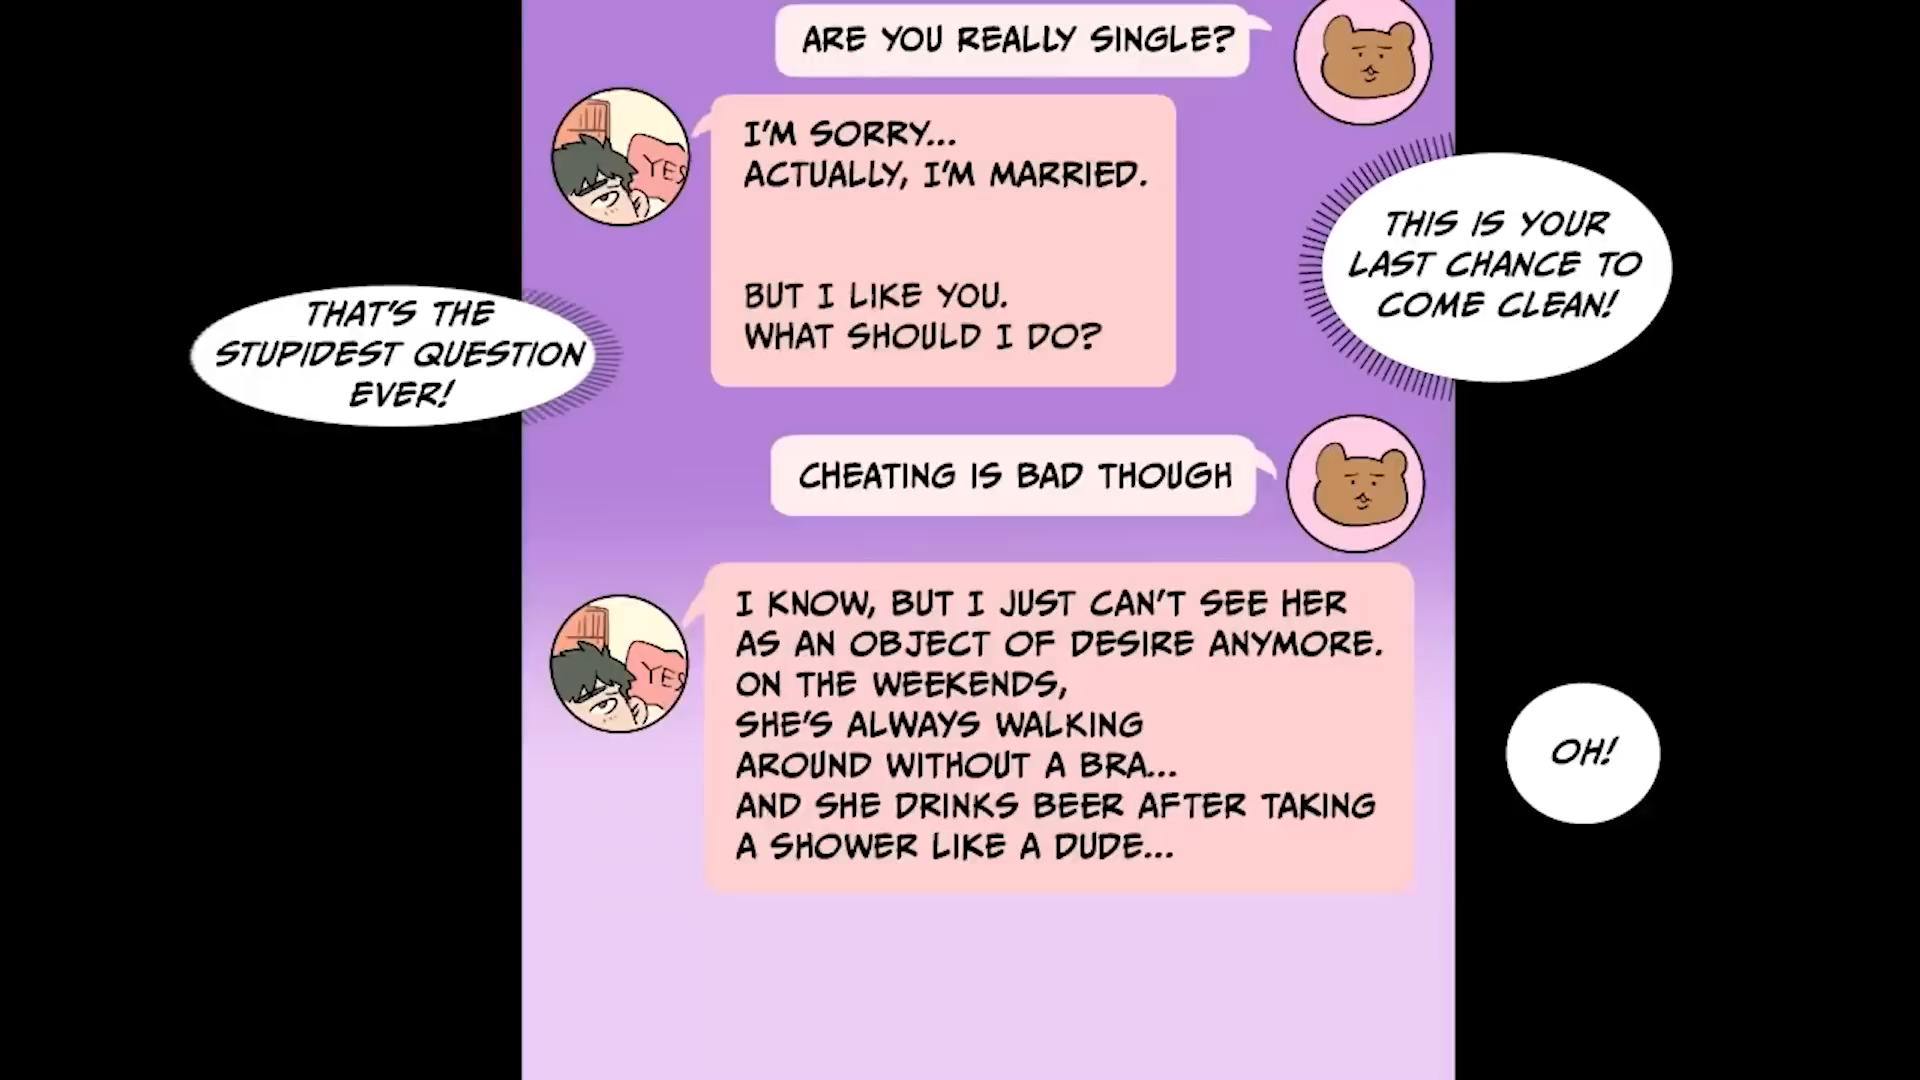 ARE YOU REALLY SINGLE?
I'M SORRY...
ACTUALLY, I'M MARRIED.
THIS IS YOUR
LAST CHANCE TO
COME CLEAN!
BUT I LIKE YOU.
WHAT SHOULD I DO?
THAT'S THE
STUPIDEST QUESTION
EVER!
CHEATING IS BAD THOUGH
I KNOW, BUT I JUST CAN'T SEE HER
AS AN OBJECT OF DESIRE ANYMORE.
ON THE WEEKENDS,
SHE'S ALWAYS WALKING
AROUND WITHOUT A BRA...
AND SHE DRINKS BEER AFTER TAKING
A SHOWER LIKE A DUDE...
OH!
YES
YES